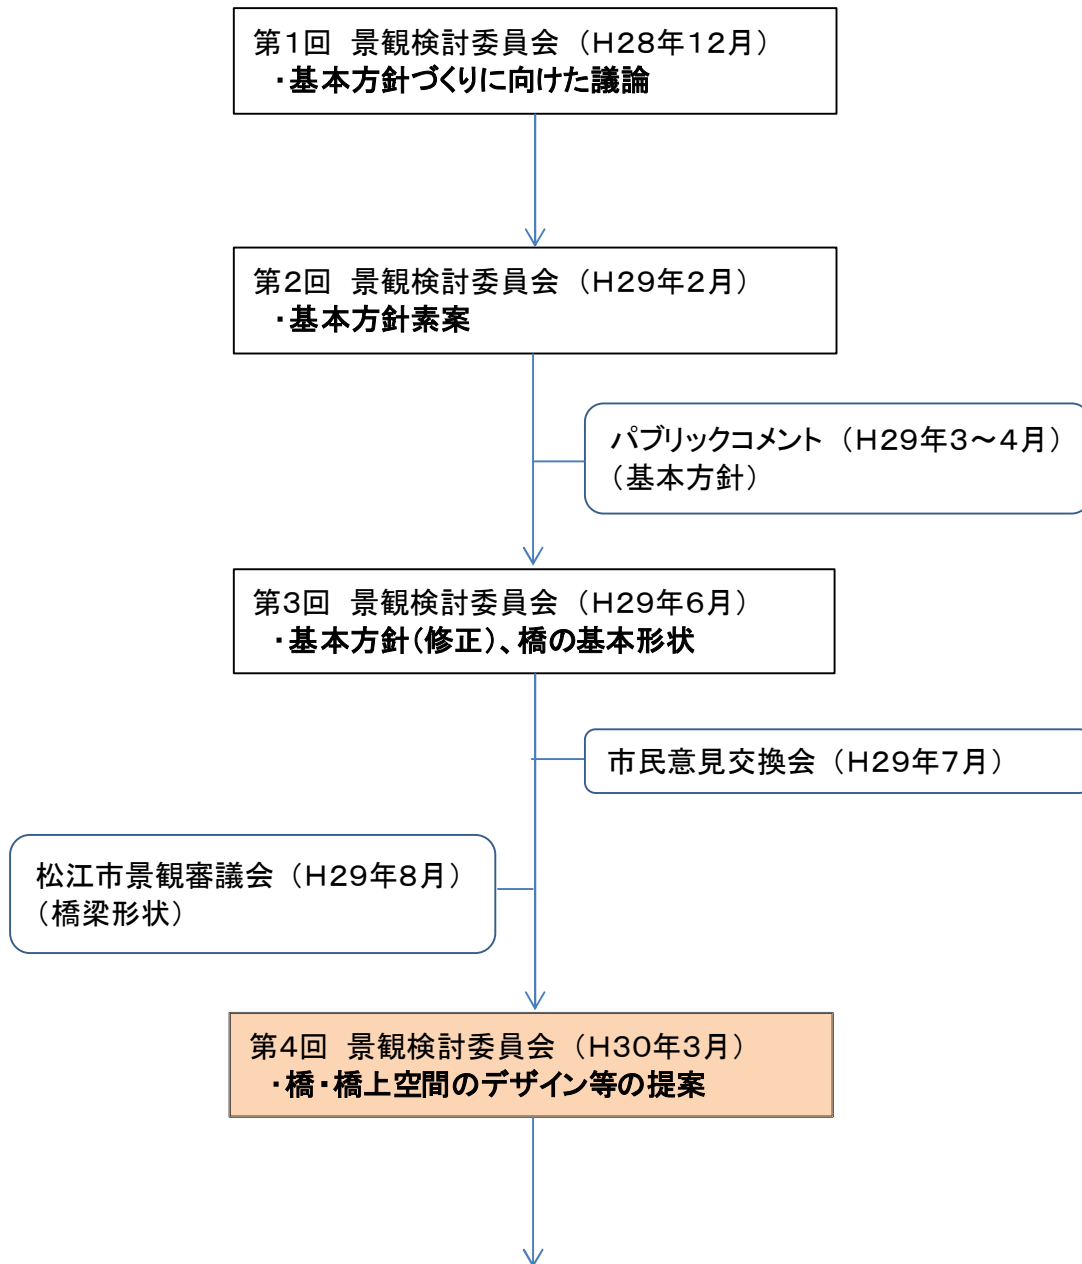 第1回 景観検討委員会 （H28年12月）
・基本方針づくりに向けた議論
第2回 景観検討委員会 （H29年2月）
・基本方針素案
パブリックコメント （H29年3～4月）
（基本方針）
第3回 景観検討委員会 （H29年6月）
・基本方針（修正）、橋の基本形状
市民意見交換会 （H29年7月）
松江市景観審議会 （H29年8月）
（橋梁形状）
第4回 景観検討委員会 （H30年3月）
・橋・橋上空間のデザイン等の提案